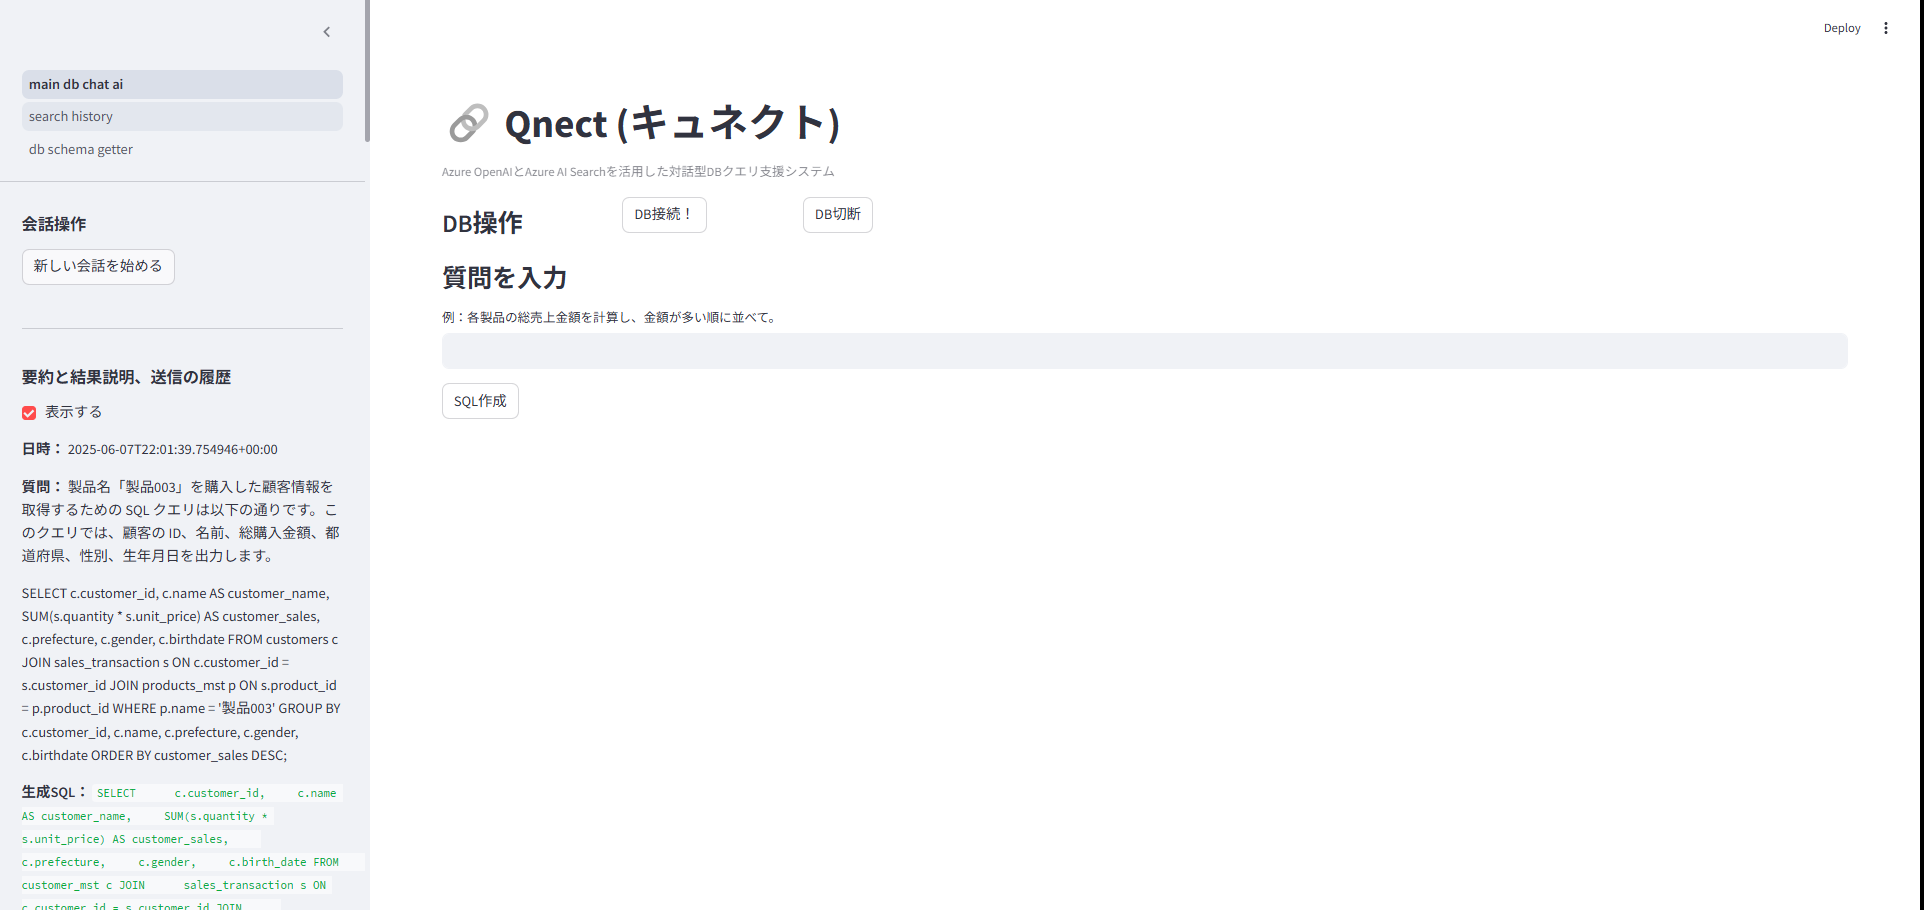 main db chat ai
search history
db schema getter
会話操作
新しい会話を始める
要約と結果説明、送信の履歴
表示する
日時： 2025-06-07T22:01:39.754946+00:00
質問： 製品名「製品003」を購入した顧客情報を
取得するための SQL クエリは以下の通りです。こ
のクエリでは、顧客の ID、名前、総購入金額、都
道府県、性別、生年月日を出力します。
SELECT c.customer_id, c.name AS customer_name,
SUM(s.quantity * s.unit_price) AS customer_sales,
c.prefecture, c.gender, c.birthdate FROM customers c
JOIN sales_transaction s ON c.customer_id =
s.customer_id JOIN products_mst p ON s.product_id
= p.product_id WHERE p.name = '製品003' GROUP BY
c.customer_id, c.name, c.prefecture, c.gender,
c.birthdate ORDER BY customer_sales DESC;
生成SQL： SELECT c.customer_id, c.name
AS customer_name, SUM(s.quantity *
s.unit_price) AS customer_sales,
c.prefecture, c.gender, c.birth_date FROM
customer_mst c JOIN sales_transaction s ON
c.customer_id = s.customer_id JOIN
Deploy
Qnect (キュネクト)
Azure OpenAIとAzure AI Searchを活用した対話型DBクエリ支援システム
DB操作
DB接続！
DB切断
質問を入力
例：各製品の総売上金額を計算し、金額が多い順に並べて。
SQL作成